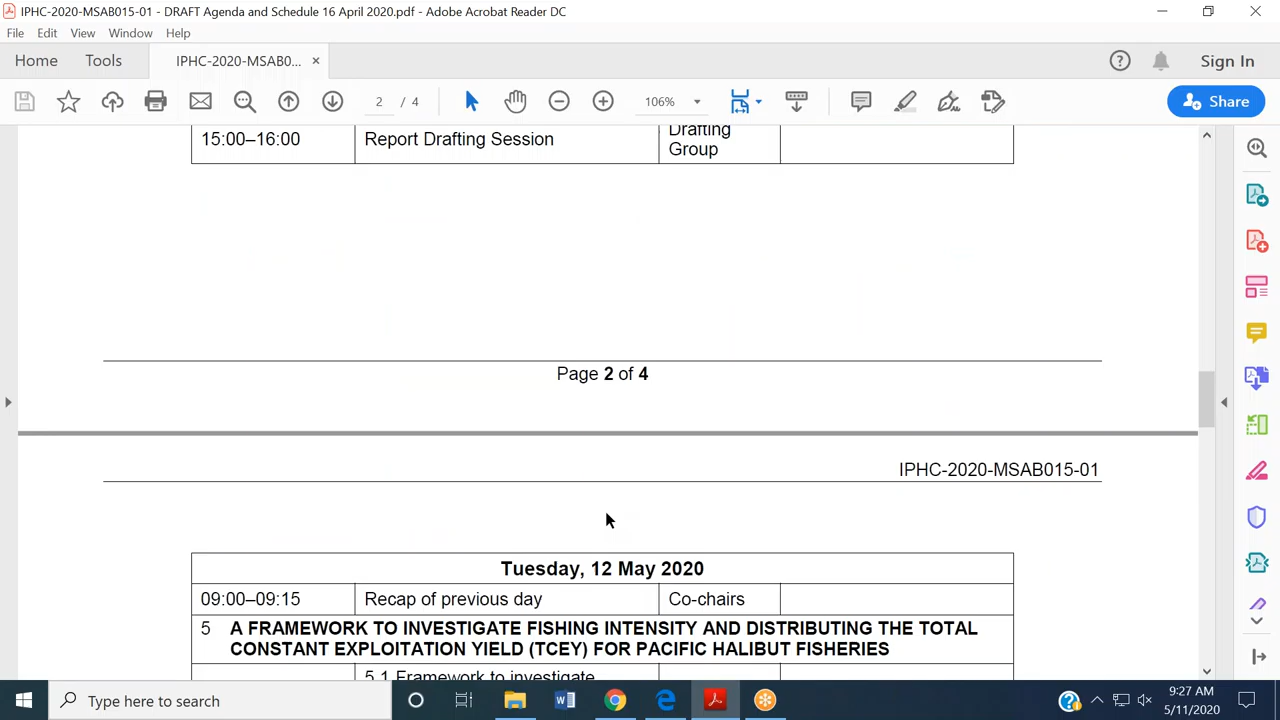 IPHC-2020-MSAB015-01 - DRAFT Agenda and Schedule 16 April 2020.pdf - Adobe Acrobat Reader DC
File Edit View Window Help
Home Tools IPHC-2020-MSAB0... × Sign In
2 / 4 106% Share
15:00–16:00 Report Drafting Session Drafting
Group
Page 2 of 4
IPHC-2020-MSAB015-01
Tuesday, 12 May 2020
09:00–09:15 Recap of previous day Co-chairs
5 A FRAMEWORK TO INVESTIGATE FISHING INTENSITY AND DISTRIBUTING THE TOTAL
CONSTANT EXPLOITATION YIELD (TCEY) FOR PACIFIC HALIBUT FISHERIES
5.1 Framework to investigate
Type here to search
9:27 AM
5/11/2020